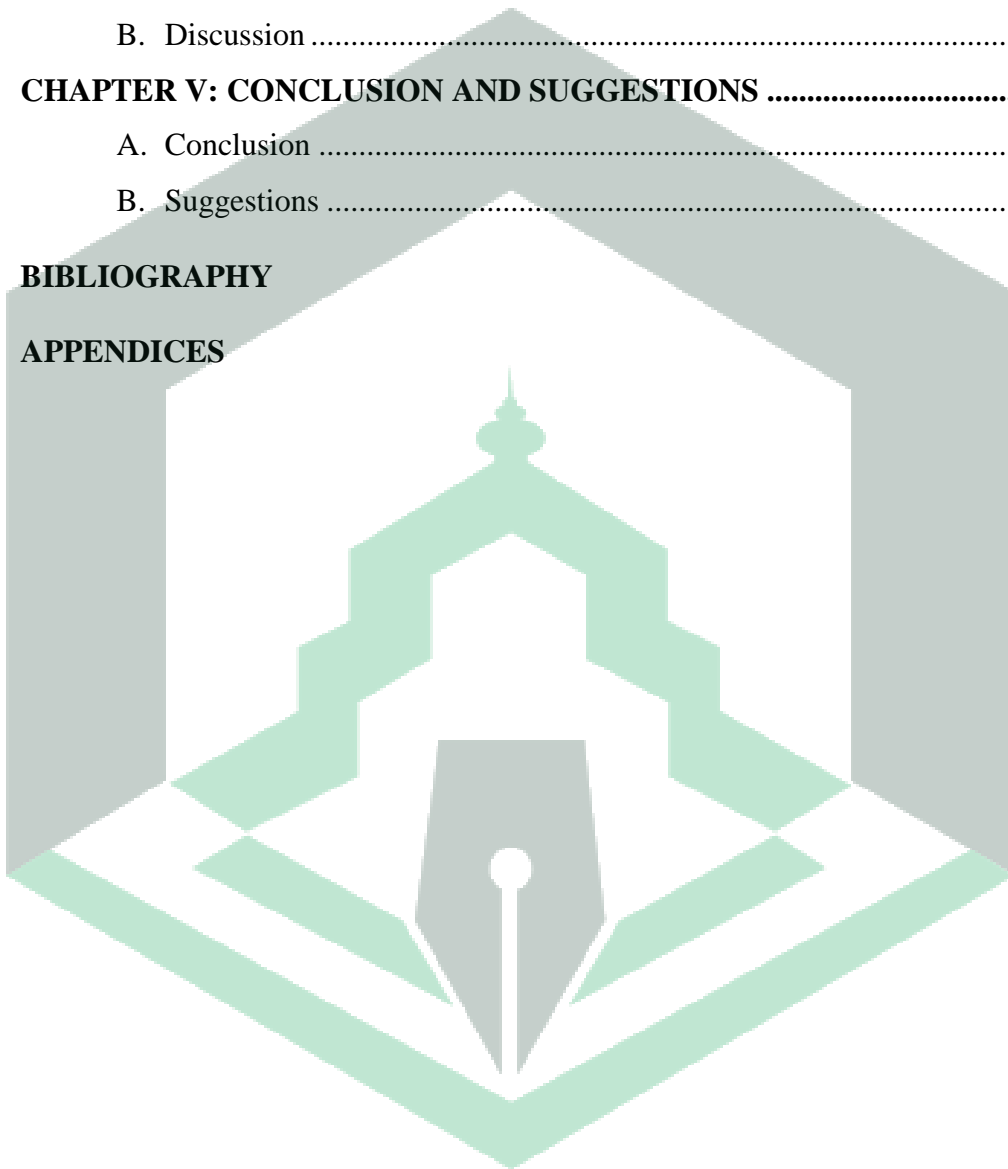 B. Discussion ................................................................................
CHAPTER V: CONCLUSION AND SUGGESTIONS ................................
A. Conclusion ...............................................................................
B. Suggestions ..............................................................................
BIBLIOGRAPHY
APPENDICES